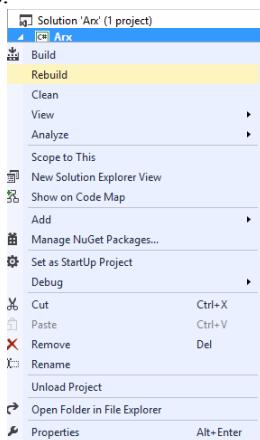 Solution 'Arx' (1 project)
C# Arx
Build
Rebuild
Clean
View
Analyze
Scope to This
New Solution Explorer View
Show on Code Map
Add
Manage NuGet Packages...
Set as StartUp Project
Debug
Cut Ctrl+X
Paste Ctrl+V
Remove Del
Rename
Unload Project
Open Folder in File Explorer
Properties Alt+Enter